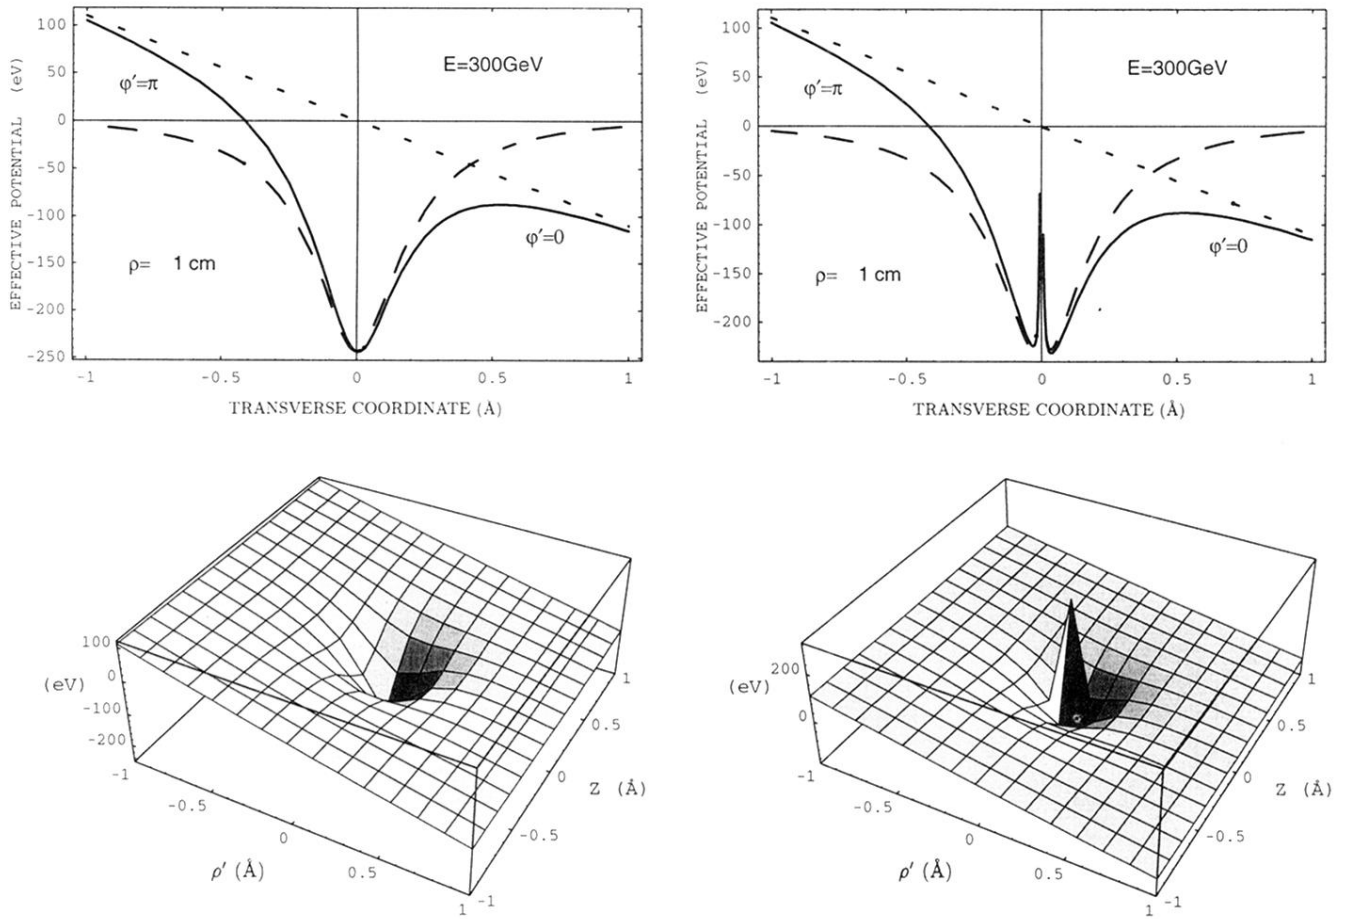 100
50
0
-50
-100
-150
-200
-250
EFFECTIVE POTENTIAL (eV)
E=300GeV
φ'=π
φ'=0
ρ= 1 cm
-1 -0.5 0 0.5 1
TRANSVERSE COORDINATE (Å)
100
50
0
-50
-100
-150
-200
EFFECTIVE POTENTIAL (eV)
E=300GeV
φ'=π
φ'=0
ρ= 1 cm
-1 -0.5 0 0.5 1
TRANSVERSE COORDINATE (Å)
100
0
(eV)
-100
-200
-1
-0.5
0
0.5
1
ρ' (Å)
1
0.5
0
Z (Å)
-0.5
-1
200
(eV)
0
-1
-0.5
0
0.5
1
ρ' (Å)
1
0.5
0
Z (Å)
-0.5
-1